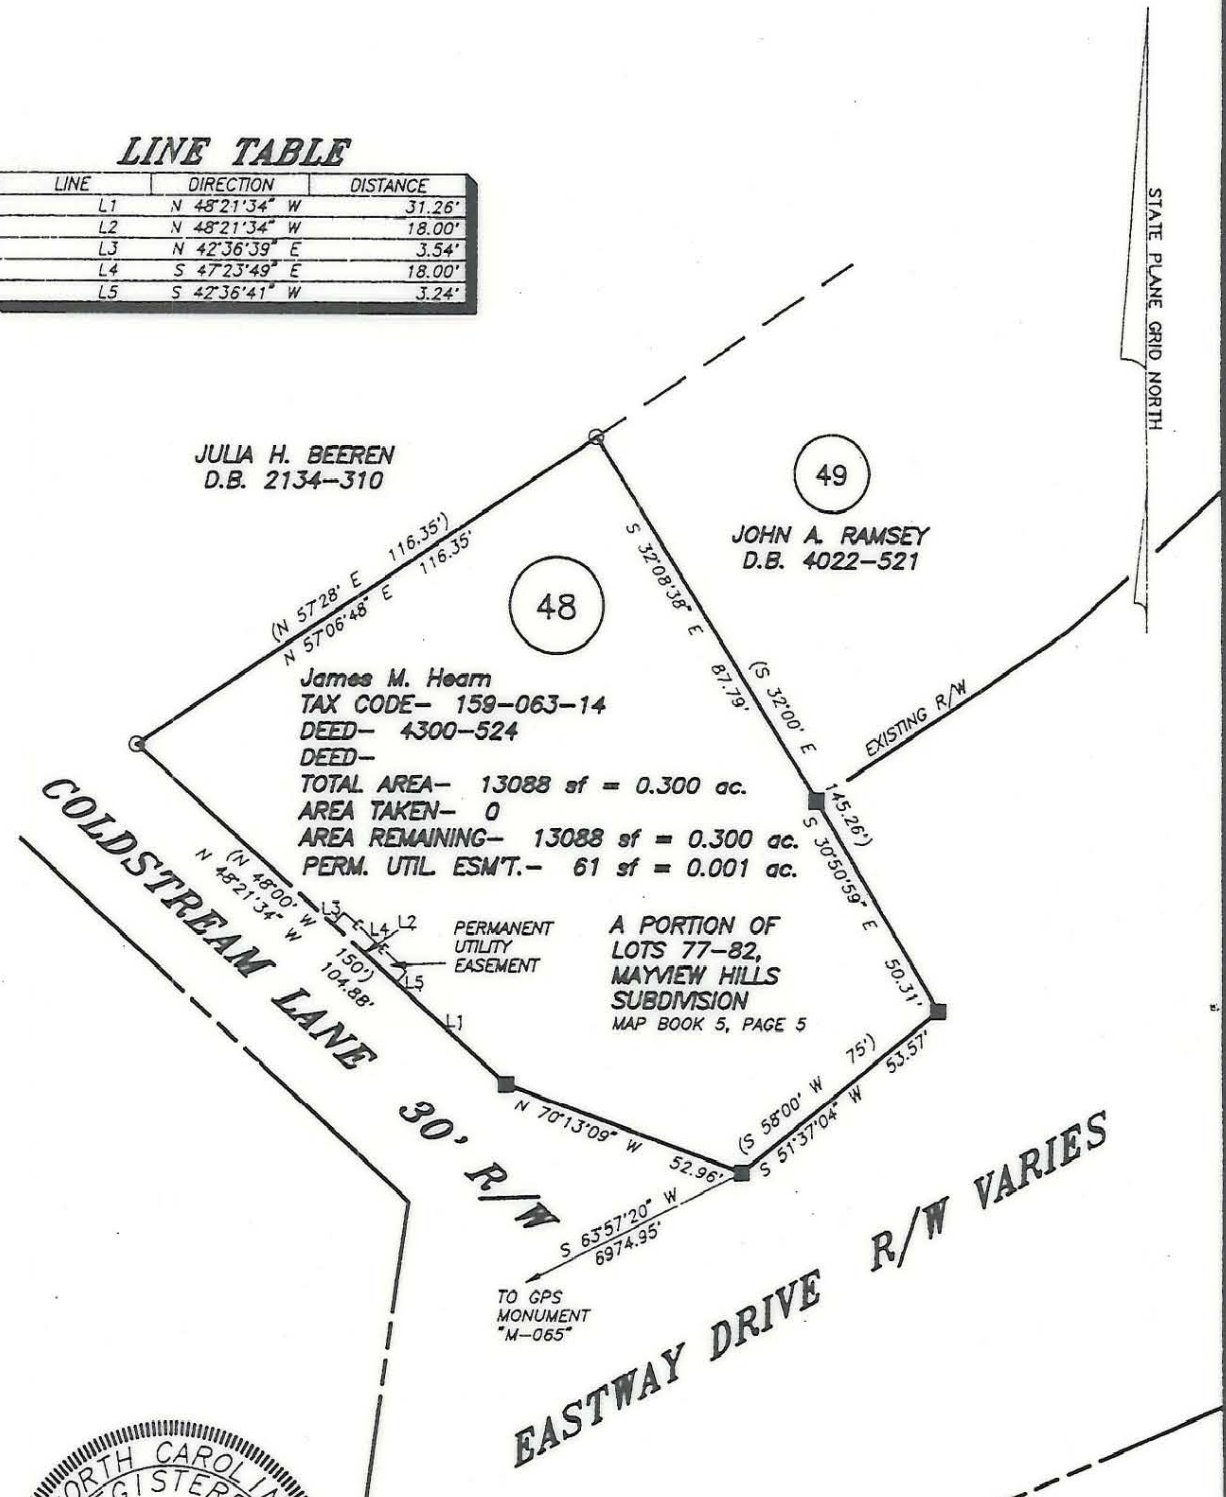 LINE TABLE
LINE DIRECTION DISTANCE
L1 N 48°21'34" W 31.26'
L2 N 48°21'34" W 18.00'
L3 N 42°36'39" E 3.54'
L4 S 47°23'49" E 18.00'
L5 S 42°36'41" W 3.24'
STATE PLANE GRID NORTH
JULIA H. BEEREN
D.B. 2134-310
49
JOHN A. RAMSEY
D.B. 4022-521
(N 57°28' E 116.35')
N 57°06'48" E 116.35'
48
S 32°08'38" E 87.79'
(S 32°00' E 145.26')
EXISTING R/W
James M. Hearn
TAX CODE- 159-063-14
DEED- 4300-524
DEED-
TOTAL AREA- 13088 sf = 0.300 ac.
AREA TAKEN- 0
AREA REMAINING- 13088 sf = 0.300 ac.
PERM. UTIL. ESM'T.- 61 sf = 0.001 ac.
S 30°50'59" E 50.31'
COLDSTREAM LANE 30' R/W
(N 48°00' W 150')
N 48°21'34" W 104.88'
L3
E
L4
L2
E
L5
L1
PERMANENT
UTILITY
EASEMENT
A PORTION OF
LOTS 77-82,
MAYVIEW HILLS
SUBDIVISION
MAP BOOK 5, PAGE 5
N 70°13'09" W 52.96'
(S 58°00' W 75')
S 51°37'04" W 53.57'
S 63°57'20" W
6974.95'
TO GPS
MONUMENT
"M-065"
EASTWAY DRIVE R/W VARIES
NORTH CAROLINA
REGISTERED